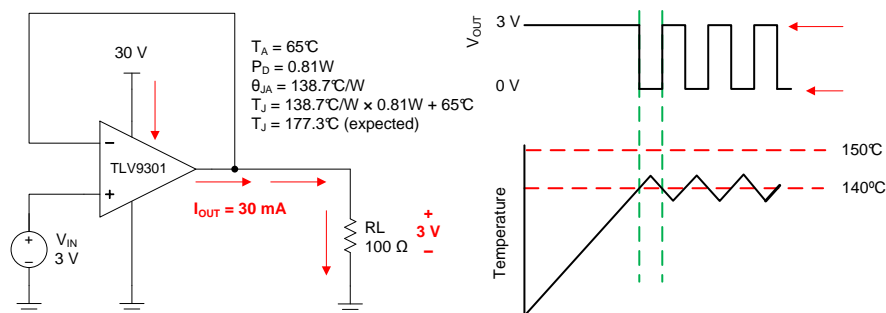 30 V
TA = 65°C
PD = 0.81W
θJA = 138.7°C/W
TJ = 138.7°C/W × 0.81W + 65°C
TJ = 177.3°C (expected)
–
TLV9301
+
IOUT = 30 mA
+
–
VIN
3 V
RL
100 Ω
+
3 V
–
VOUT
3 V
0 V
Temperature
150°C
140ºC